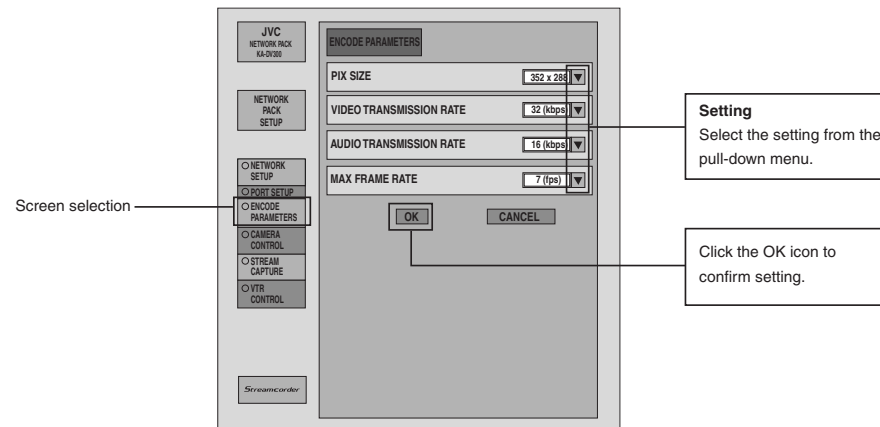 JVC
NETWORK PACK
KA-DV300
NETWORK
PACK
SETUP
NETWORK
SETUP
PORT SETUP
ENCODE
PARAMETERS
CAMERA
CONTROL
STREAM
CAPTURE
VTR
CONTROL
Streamcorder
Screen selection
ENCODE PARAMETERS
PIX SIZE
352 x 288
VIDEO TRANSMISSION RATE
32 (kbps)
AUDIO TRANSMISSION RATE
16 (kbps)
MAX FRAME RATE
7 (fps)
OK
CANCEL
Setting
Select the setting from the
pull-down menu.
Click the OK icon to
confirm setting.